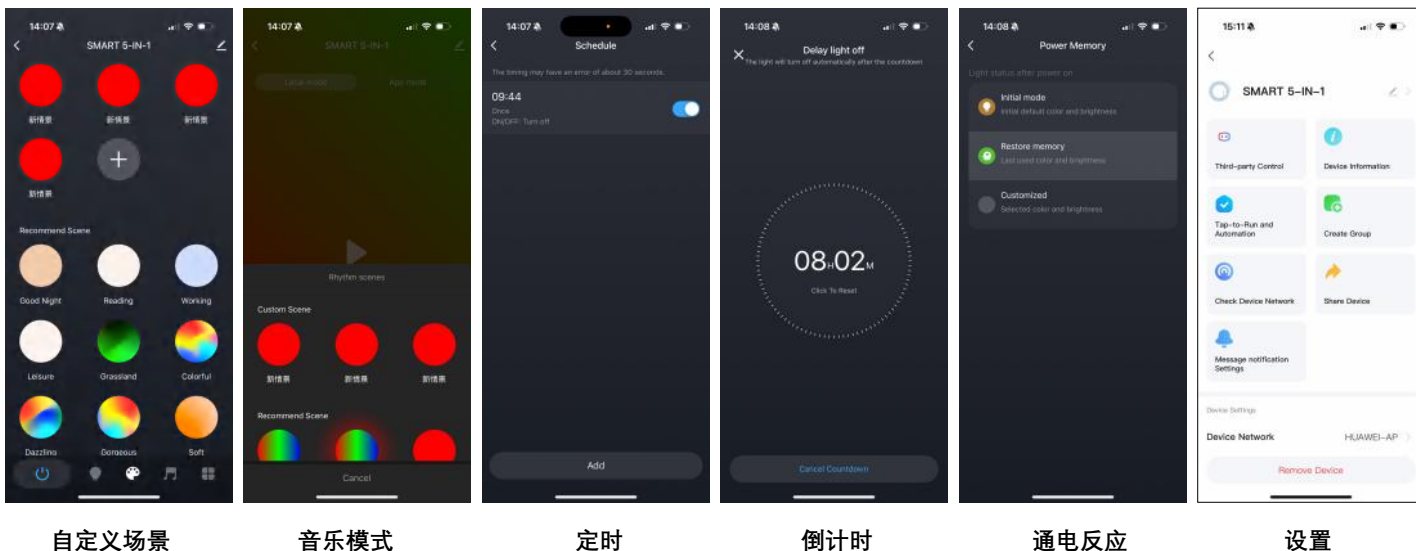 14:07
SMART 5-IN-1
新情景
新情景
新情景
新情景
Recommend Scene
Good Night
Reading
Working
Leisure
Grassland
Colorful
Dazzling
Gorgeous
Soft
自定义场景
14:07
SMART 5-IN-1
Local mode
App mode
Rhythm scenes
Custom Scene
新情景
新情景
新情景
Recommend Scene
Cancel
音乐模式
14:07
Schedule
The timing may have an error of about 30 seconds.
09:44
Once
ON/OFF: Turn off
Add
定时
14:08
Delay light off
The light will turn off automatically after the countdown
08H02M
Click To Reset
Cancel Countdown
倒计时
14:08
Power Memory
Light status after power on
Initial mode
Initial default color and brightness
Restore memory
Last used color and brightness
Customized
Selected color and brightness
通电反应
15:11
SMART 5-IN-1
Third-party Control
Device Information
Tap-to-Run and
Automation
Create Group
Check Device Network
Share Device
Message notification
Settings
Device Settings
Device Network
HUAWEI-AP
Remove Device
设置